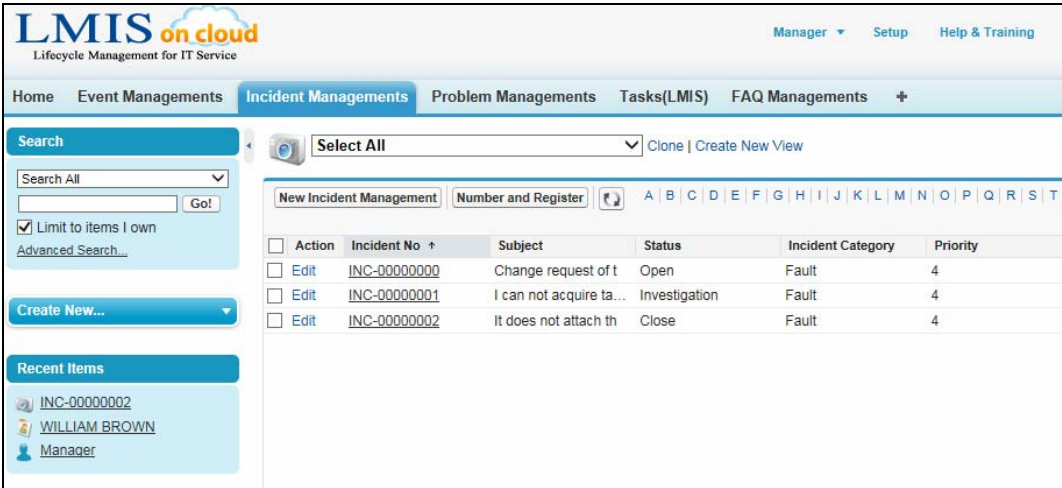 LMIS on cloud
Lifecycle Management for IT Service
Manager Setup Help & Training
Home Event Managements Incident Managements Problem Managements Tasks(LMIS) FAQ Managements +
Search
Search All
Go!
Limit to items I own
Advanced Search...
Create New...
Recent Items
INC-00000002
WILLIAM BROWN
Manager
Select All Clone | Create New View
New Incident Management Number and Register A | B | C | D | E | F | G | H | I | J | K | L | M | N | O | P | Q | R | S | T
Action Incident No ↑ Subject Status Incident Category Priority
Edit INC-00000000 Change request of t Open Fault 4
Edit INC-00000001 I can not acquire ta... Investigation Fault 4
Edit INC-00000002 It does not attach th Close Fault 4